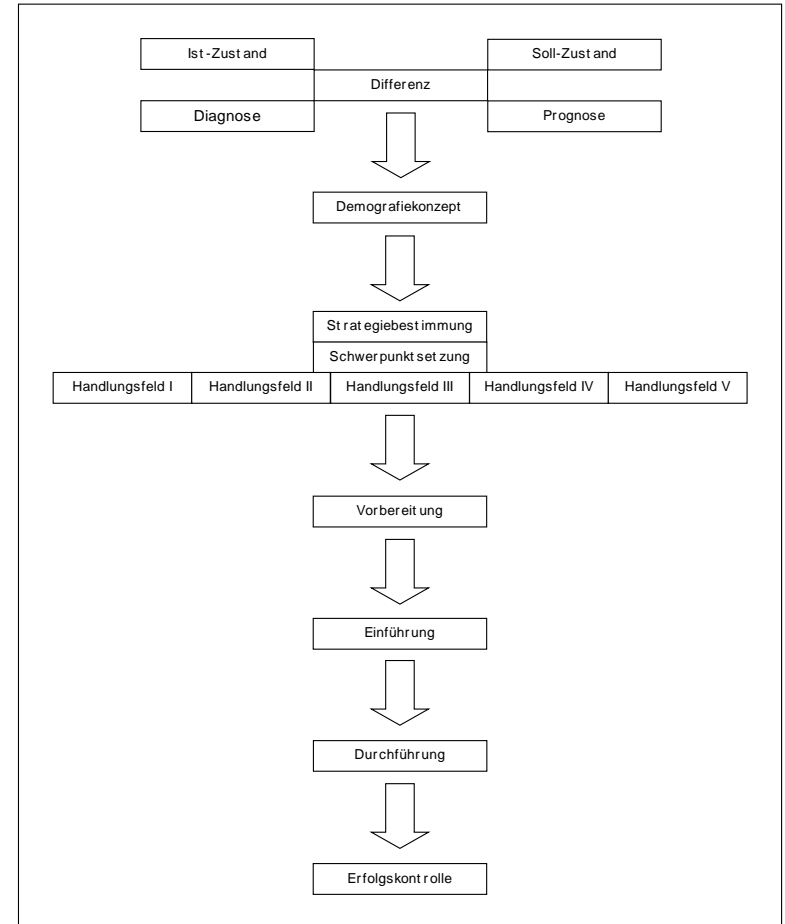 Ist-Zustand
Soll-Zustand
Differenz
Diagnose
Prognose
Demografiekonzept
Strategiebestimmung
Schwerpunktsetzung
Handlungsfeld I
Handlungsfeld II
Handlungsfeld III
Handlungsfeld IV
Handlungsfeld V
Vorbereitung
Einführung
Durchführung
Erfolgskontrolle